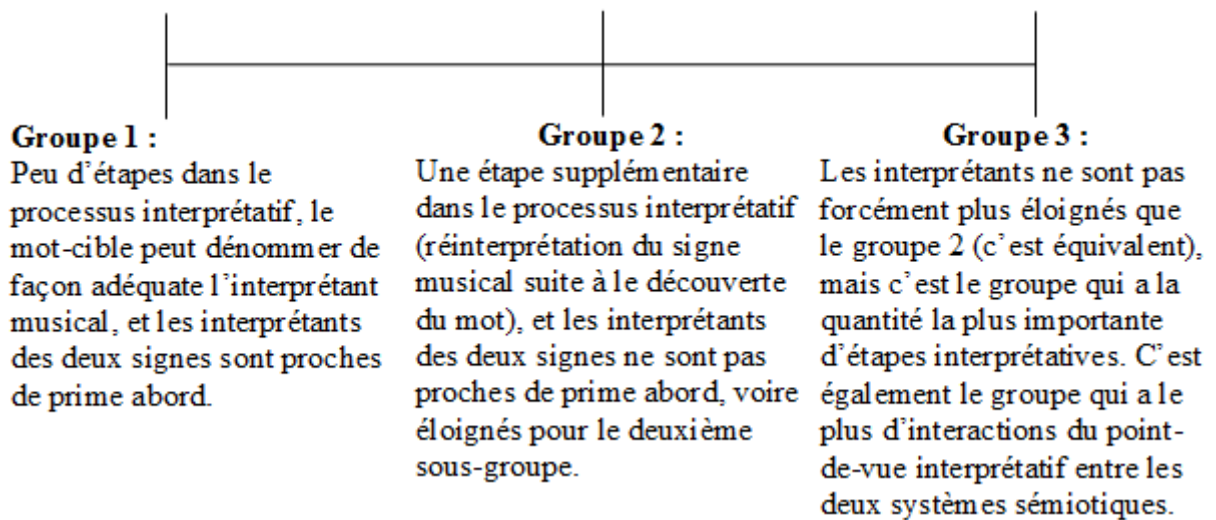 Groupe 1 :
Peu d'étapes dans le
processus interprétatif, le
mot-cible peut dénommer de
façon adéquate l'interprétant
musical, et les interprétants
des deux signes sont proches
de prime abord.
Groupe 2 :
Une étape supplémentaire
dans le processus interprétatif
(réinterprétation du signe
musical suite à le découverte
du mot), et les interprétants
des deux signes ne sont pas
proches de prime abord, voire
éloignés pour le deuxième
sous-groupe.
Groupe 3 :
Les interprétants ne sont pas
forcément plus éloignés que
le groupe 2 (c'est équivalent),
mais c'est le groupe qui a la
quantité la plus importante
d'étapes interprétatives. C'est
également le groupe qui a le
plus d'interactions du point-
de-vue interprétatif entre les
deux systèmes sémiotiques.